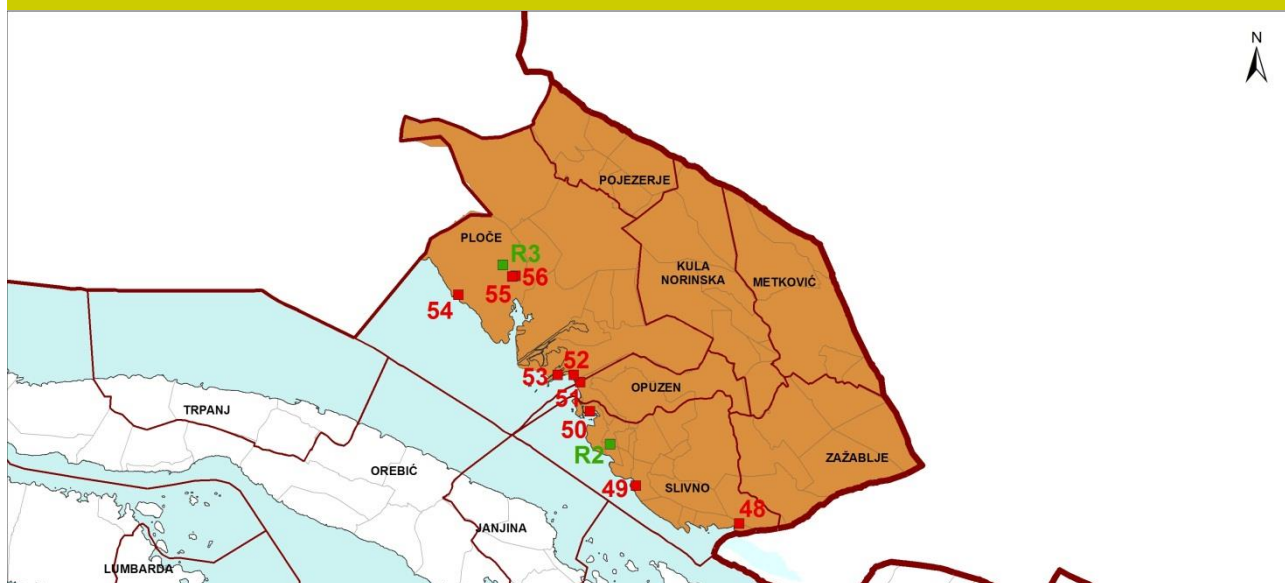 N
POJEZERJE
PLOČE
R3
KULA
NORINSKA
METKOVIĆ
56
55
54
52
53
OPUZEN
51
TRPANJ
50
R2
ZAŽABLJE
OREBIĆ
49
SLIVNO
48
JANJINA
LUMBARDA